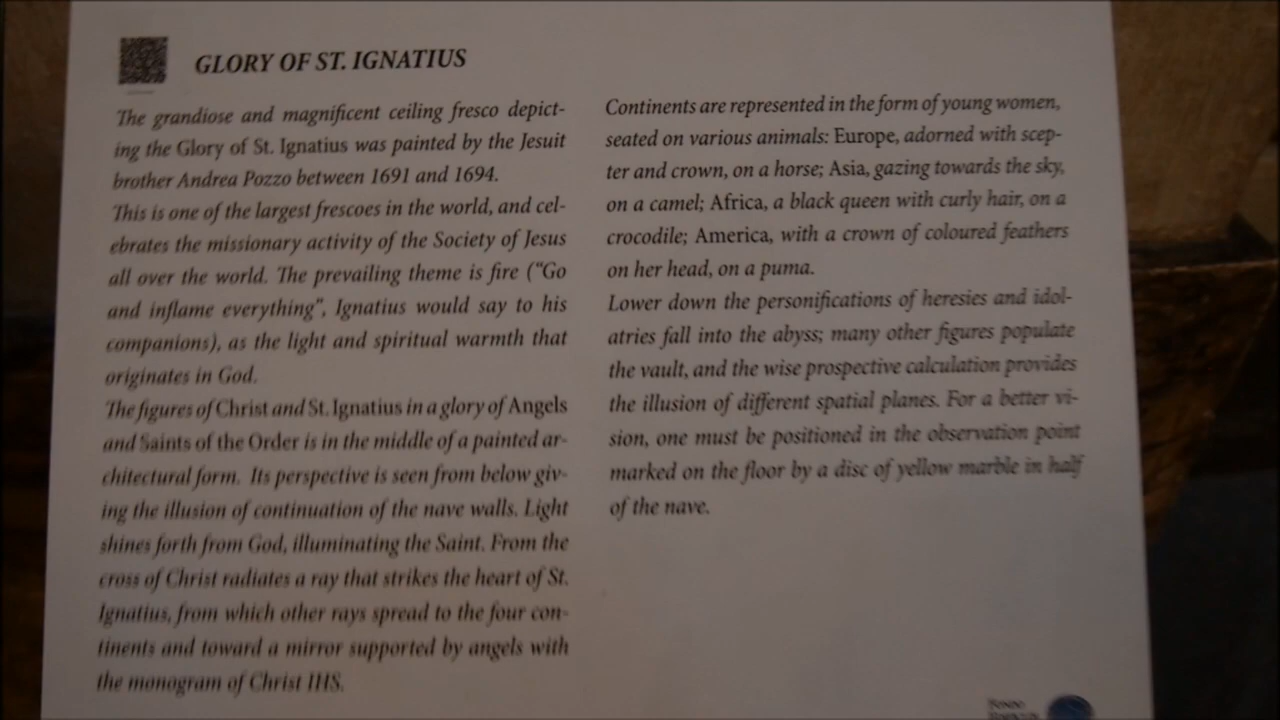 GLORY OF ST. IGNATIUS
The grandiose and magnificent ceiling fresco depict-
ing the Glory of St. Ignatius was painted by the Jesuit
brother Andrea Pozzo between 1691 and 1694.
This is one of the largest frescoes in the world, and cel-
ebrates the missionary activity of the Society of Jesus
all over the world. The prevailing theme is fire (“Go
and inflame everything”, Ignatius would say to his
companions), as the light and spiritual warmth that
originates in God.
The figures of Christ and St. Ignatius in a glory of Angels
and Saints of the Order is in the middle of a painted ar-
chitectural form. Its perspective is seen from below giv-
ing the illusion of continuation of the nave walls. Light
shines forth from God, illuminating the Saint. From the
cross of Christ radiates a ray that strikes the heart of St.
Ignatius, from which other rays spread to the four con-
tinents and toward a mirror supported by angels with
the monogram of Christ IHS.
Continents are represented in the form of young women,
seated on various animals: Europe, adorned with scep-
ter and crown, on a horse; Asia, gazing towards the sky,
on a camel; Africa, a black queen with curly hair, on a
crocodile; America, with a crown of coloured feathers
on her head, on a puma.
Lower down the personifications of heresies and idol-
atries fall into the abyss; many other figures populate
the vault, and the wise prospective calculation provides
the illusion of different spatial planes. For a better vi-
sion, one must be positioned in the observation point
marked on the floor by a disc of yellow marble in half
of the nave.